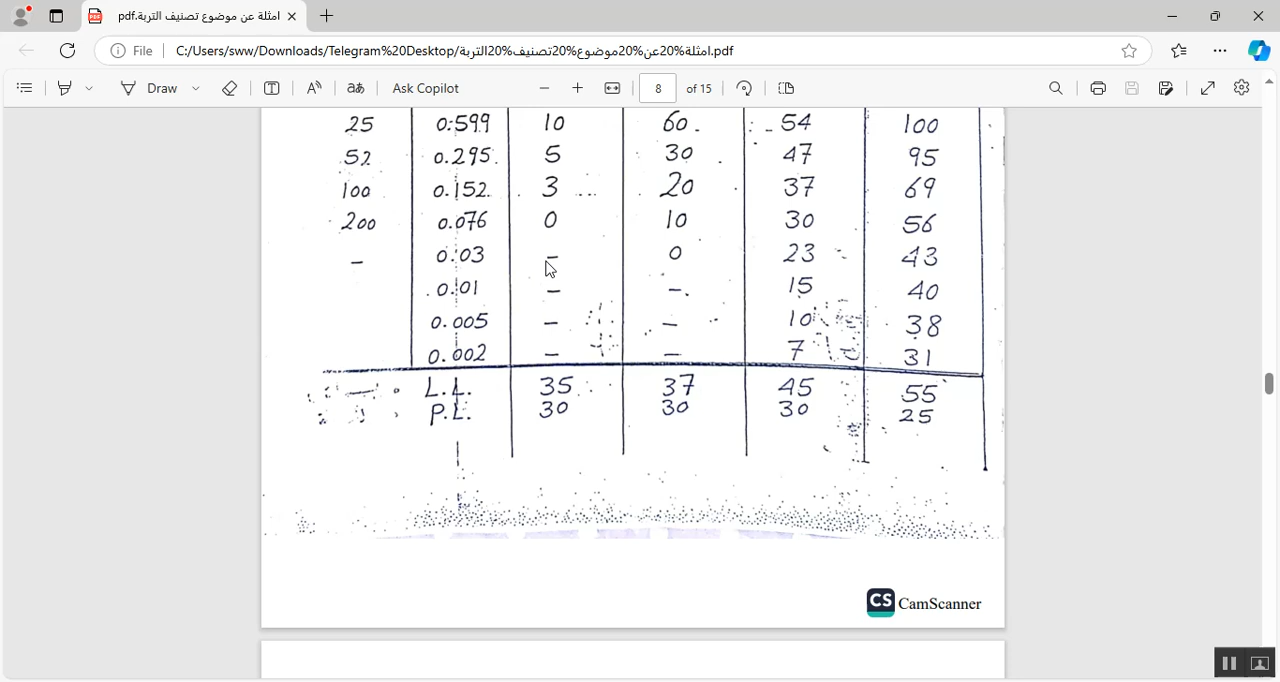 امثلة عن موضوع تصنيف التربة.pdf
File C:/Users/sww/Downloads/Telegram%20Desktop/امثلة%20عن%20موضوع%20تصنيف%20التربة.pdf
Draw Ask Copilot 8 of 15
25 0.599 10 60 54 100
52 0.295 5 30 47 95
100 0.152 3 20 37 69
200 0.076 0 10 30 56
- 0.03 - 0 23 43
0.01 - - 15 40
0.005 - - 10 38
0.002 - - 7 31
L.L. 35 37 45 55
P.L. 30 30 30 25
CS CamScanner